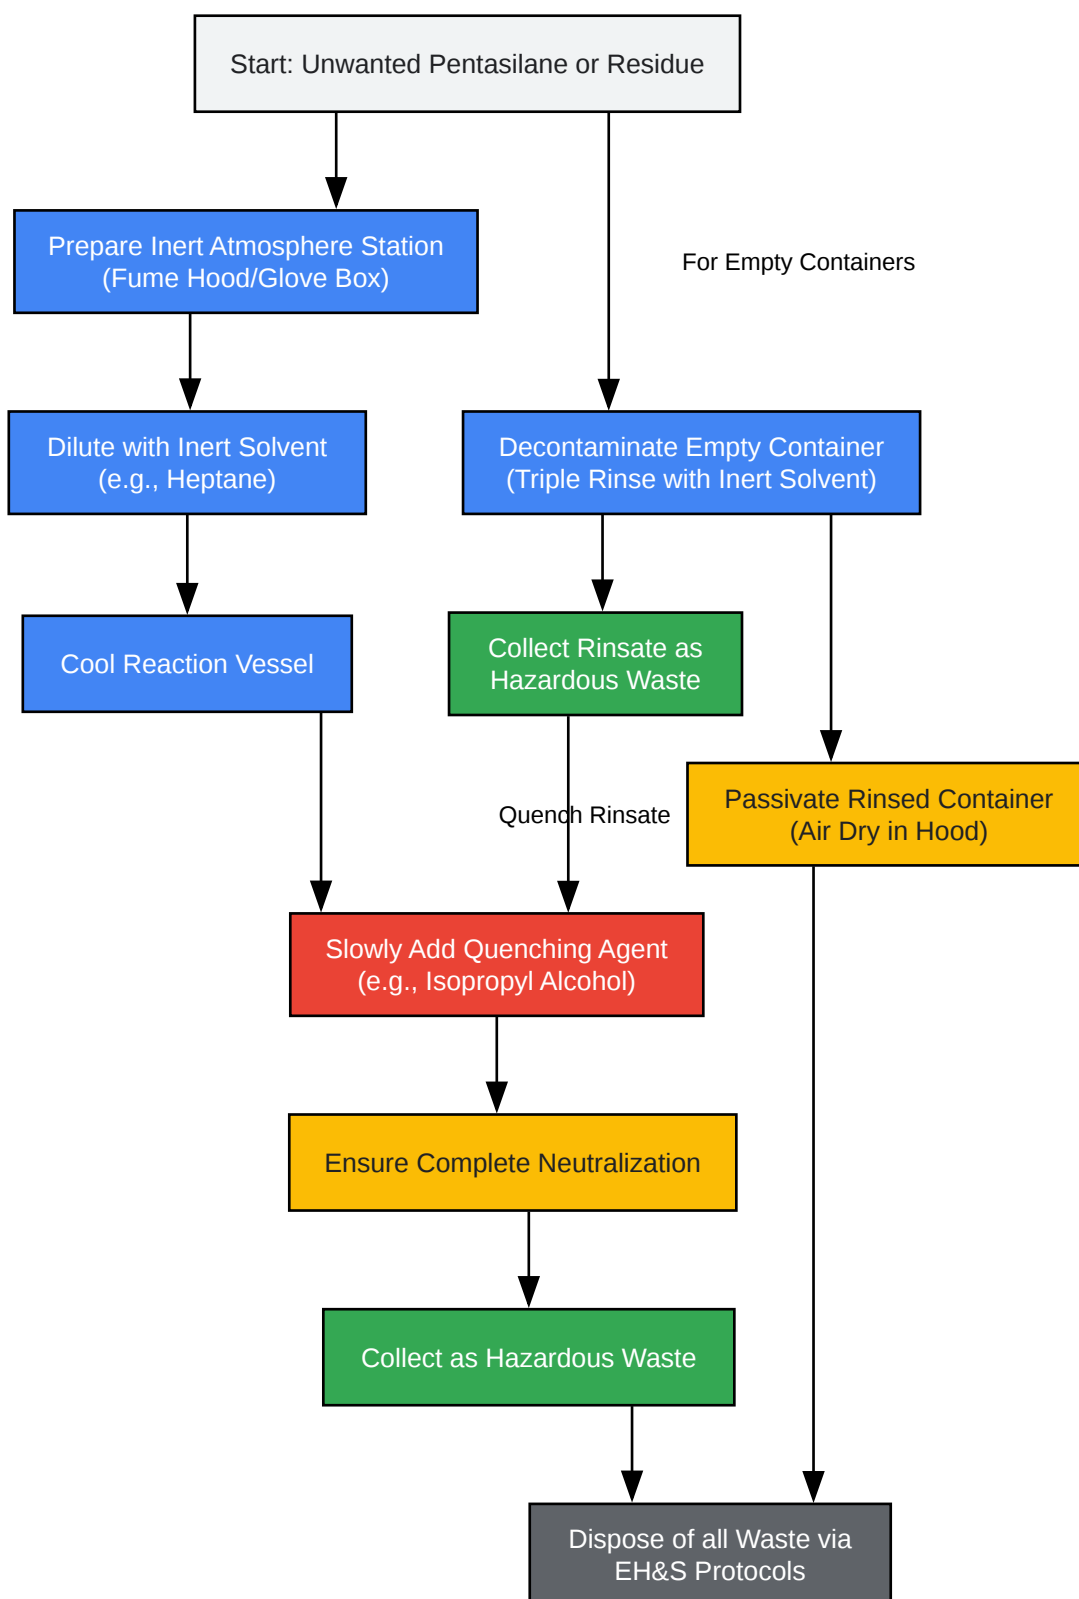 Start: Unwanted Pentasilane or Residue
Prepare Inert Atmosphere Station
(Fume Hood/Glove Box)
For Empty Containers
Dilute with Inert Solvent
(e.g., Heptane)
Decontaminate Empty Container
(Triple Rinse with Inert Solvent)
Cool Reaction Vessel
Collect Rinsate as
Hazardous Waste
Quench Rinsate
Passivate Rinsed Container
(Air Dry in Hood)
Slowly Add Quenching Agent
(e.g., Isopropyl Alcohol)
Ensure Complete Neutralization
Collect as Hazardous Waste
Dispose of all Waste via
EH&S Protocols